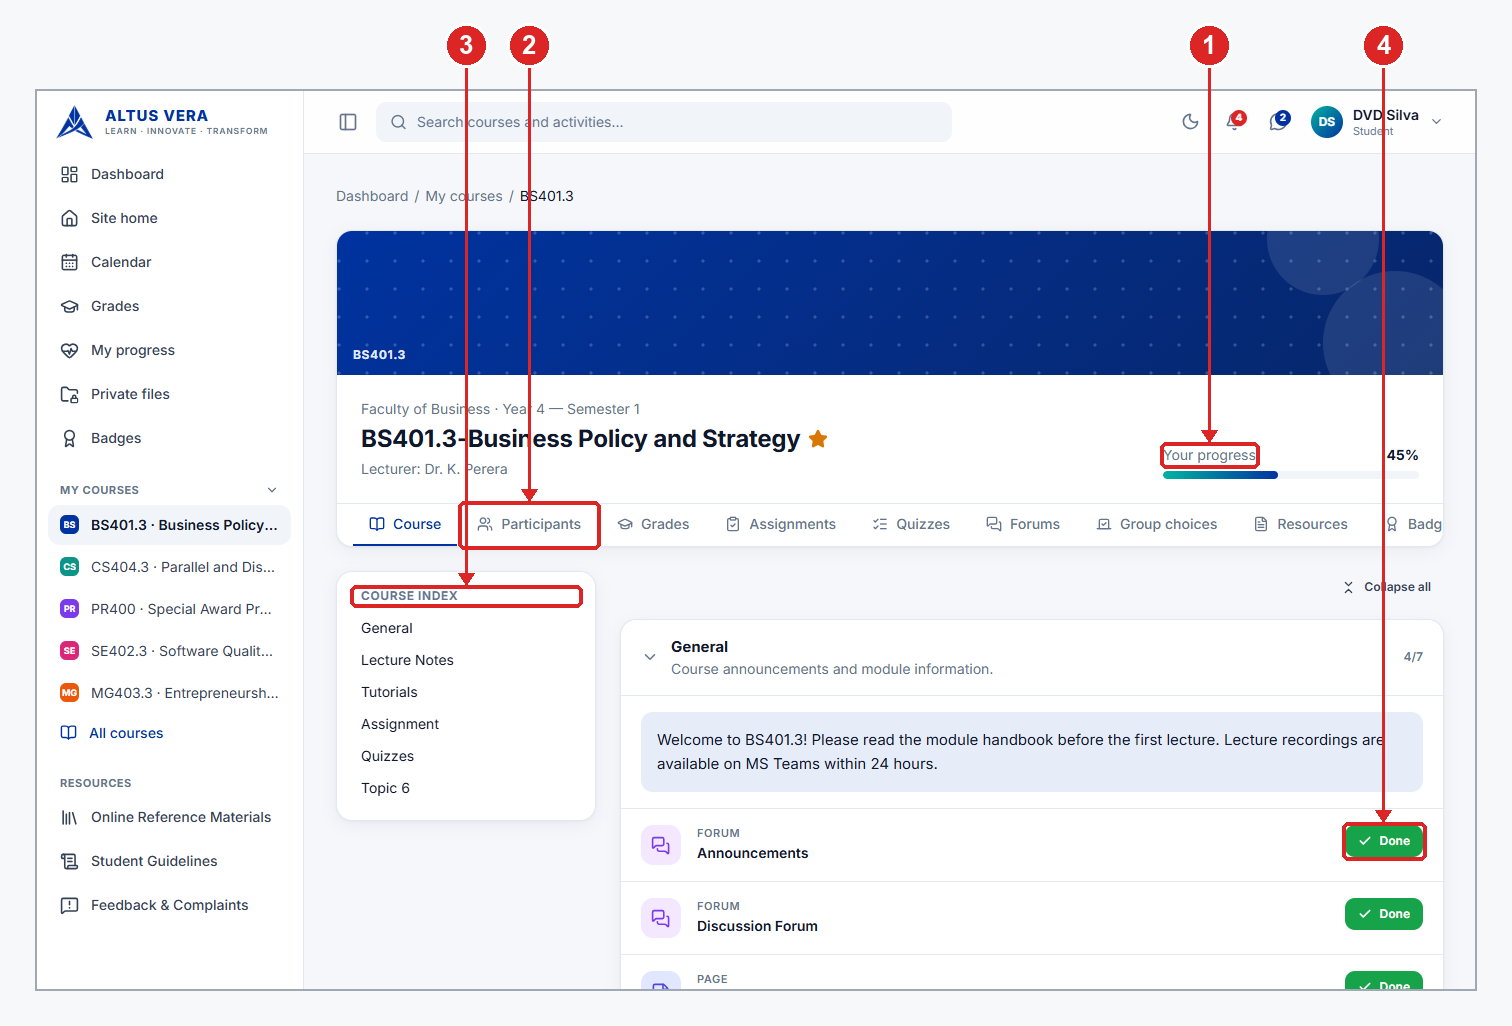 3
2
1
4
ALTUS VERA
LEARN · INNOVATE · TRANSFORM
Search courses and activities...
4
2
DS
DVD Silva
Student
Dashboard
Site home
Calendar
Grades
My progress
Private files
Badges
MY COURSES
BS BS401.3 · Business Policy...
CS CS404.3 · Parallel and Dis...
PR PR400 · Special Award Pr...
SE SE402.3 · Software Qualit...
MG MG403.3 · Entrepreneursh...
All courses
RESOURCES
Online Reference Materials
Student Guidelines
Feedback & Complaints
Dashboard / My courses / BS401.3
BS401.3
Faculty of Business · Year 4 — Semester 1
BS401.3-Business Policy and Strategy
Lecturer: Dr. K. Perera
Your progress 45%
Course Participants Grades Assignments Quizzes Forums Group choices Resources Badg
COURSE INDEX
General
Lecture Notes
Tutorials
Assignment
Quizzes
Topic 6
Collapse all
General
Course announcements and module information.
4/7
Welcome to BS401.3! Please read the module handbook before the first lecture. Lecture recordings are
available on MS Teams within 24 hours.
FORUM
Announcements
Done
FORUM
Discussion Forum
Done
PAGE
Done